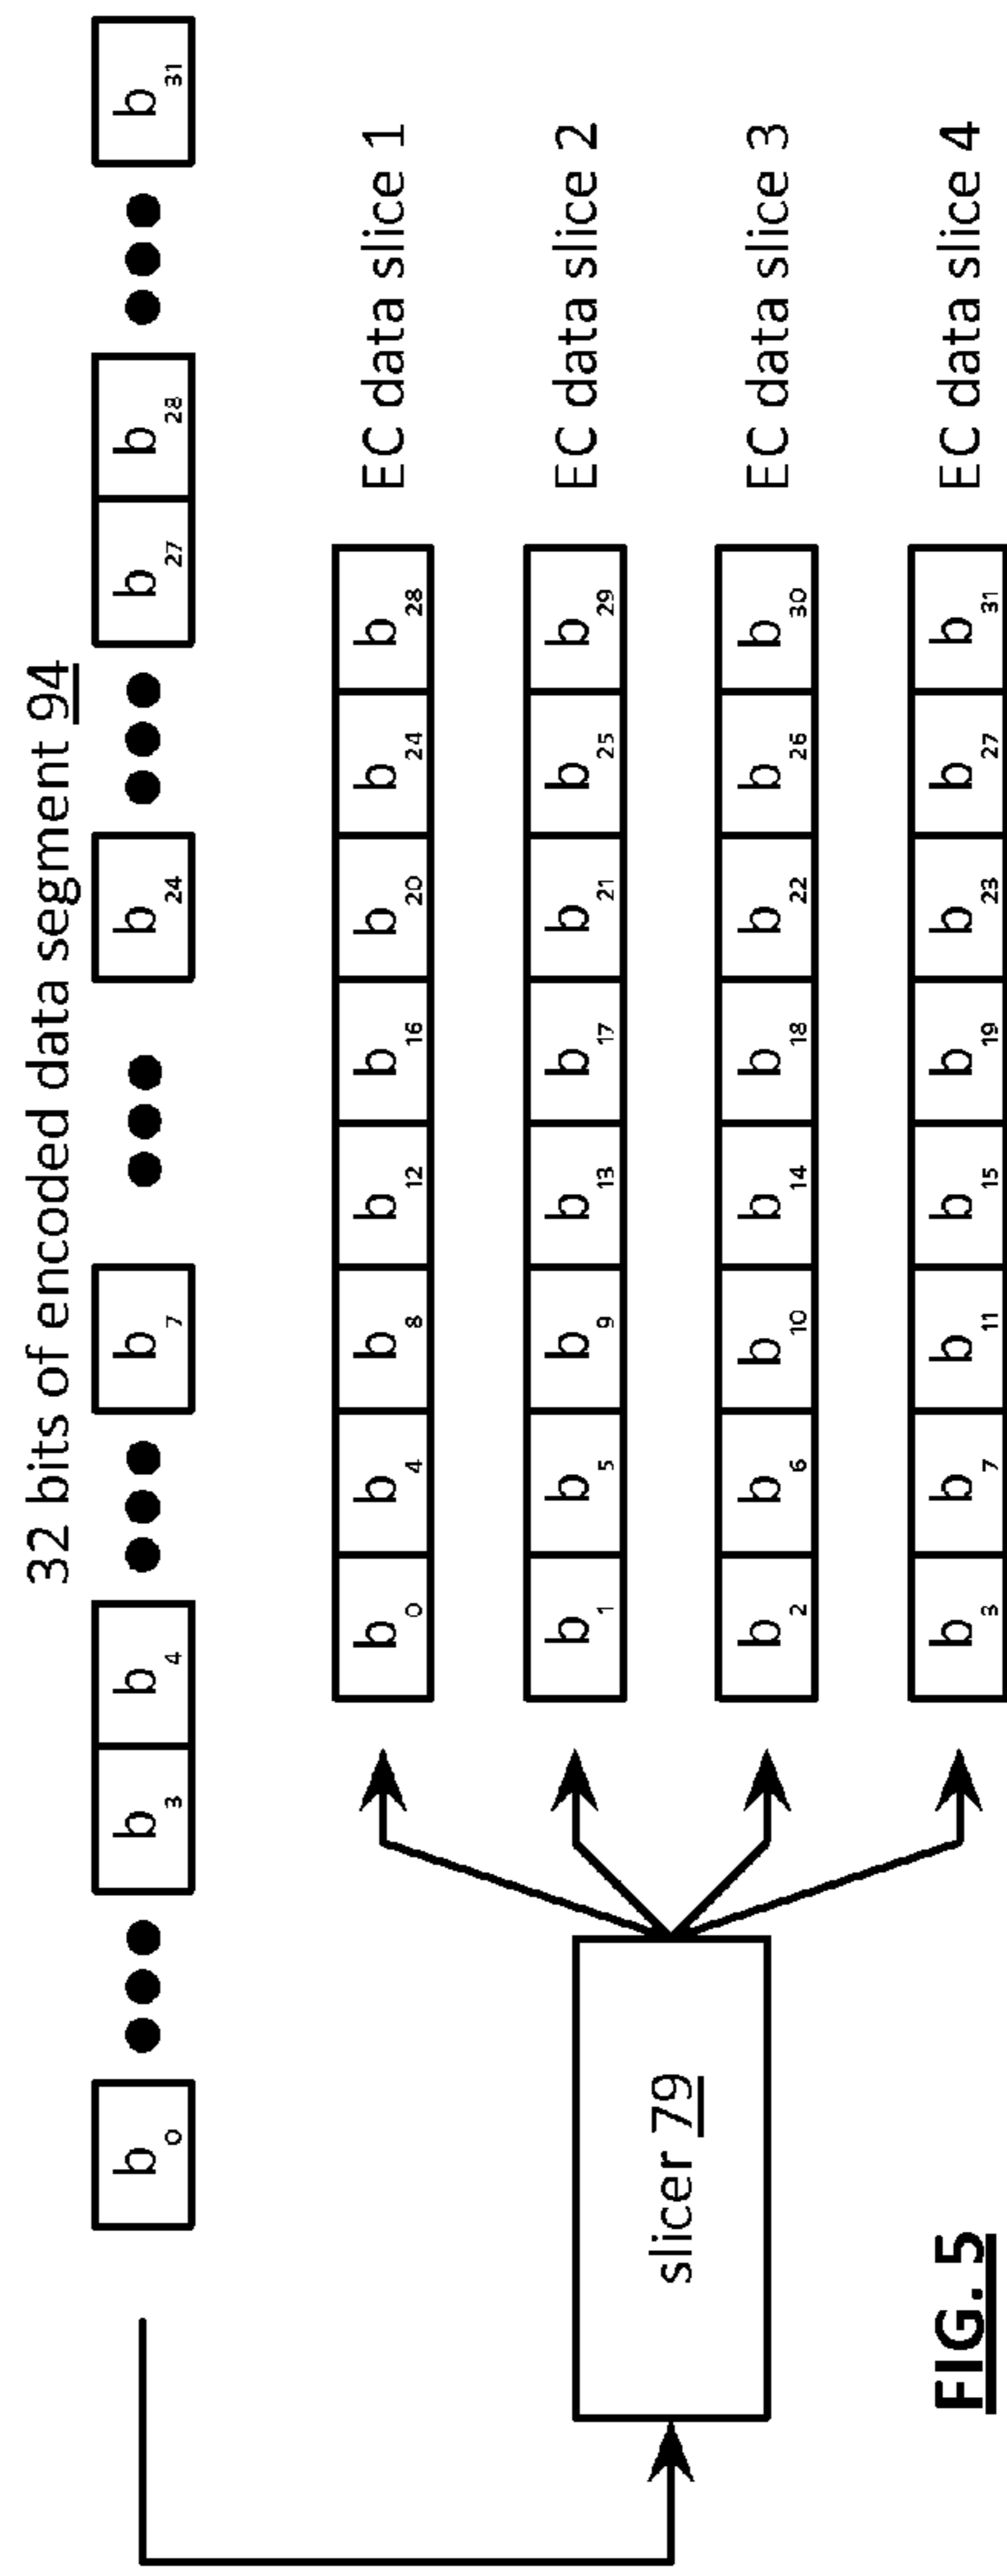 32 bits of encoded data segment 94
b0 ●●● b3 b4 ●●● b7 ●●● b24 ●●● b27 b28 ●●● b31
b0 b4 b8 b12 b16 b20 b24 b28 EC data slice 1
b1 b5 b9 b13 b17 b21 b25 b29 EC data slice 2
slicer 79
b2 b6 b10 b14 b18 b22 b26 b30 EC data slice 3
b3 b7 b11 b15 b19 b23 b27 b31 EC data slice 4
FIG. 5